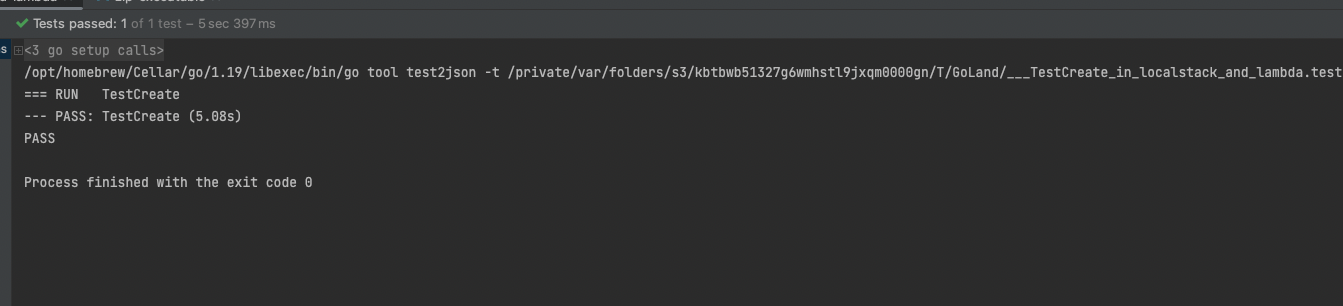 Tests passed: 1 of 1 test – 5 sec 397 ms
<3 go setup calls>
/opt/homebrew/Cellar/go/1.19/libexec/bin/go tool test2json -t /private/var/folders/s3/kbtbwb51327g6wmhstl9jxqm0000gn/T/GoLand/___TestCreate_in_localstack_and_lambda.test
=== RUN   TestCreate
--- PASS: TestCreate (5.08s)
PASS
Process finished with the exit code 0